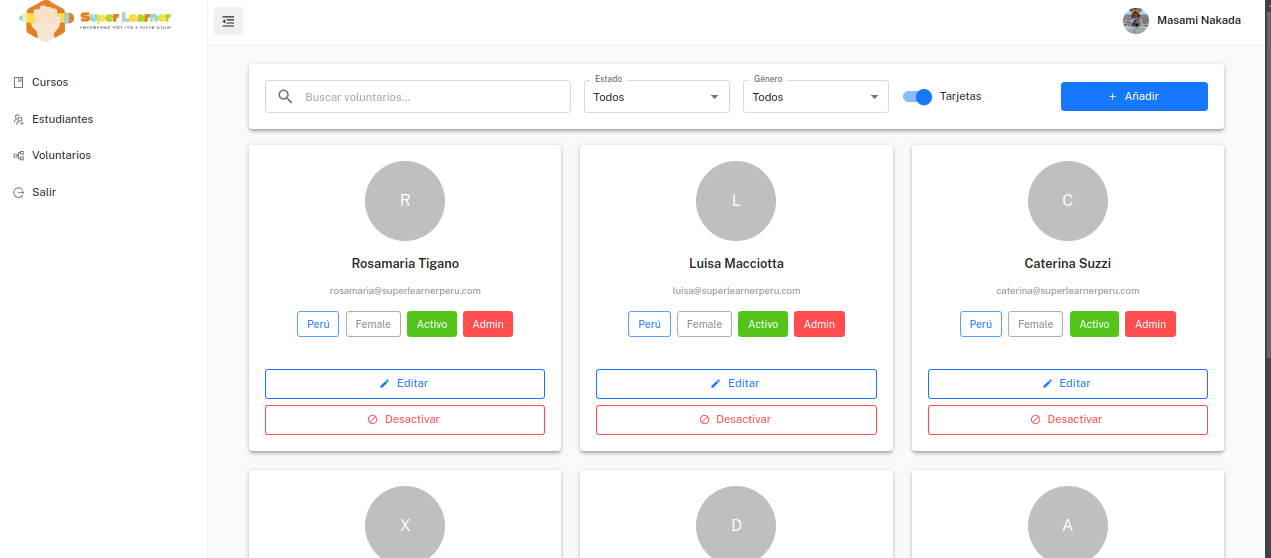 Super Learner
Masami Nakada
Cursos
Estudiantes
Voluntarios
Salir
Buscar voluntarios...
Estado
Todos
Género
Todos
Tarjetas
+ Añadir
R
Rosamaria Tigano
rosamaria@superlearnerperu.com
Perú Female Activo Admin
Editar
Desactivar
L
Luisa Macciotta
luisa@superlearnerperu.com
Perú Female Activo Admin
Editar
Desactivar
C
Caterina Suzzi
caterina@superlearnerperu.com
Perú Female Activo Admin
Editar
Desactivar
X
D
A